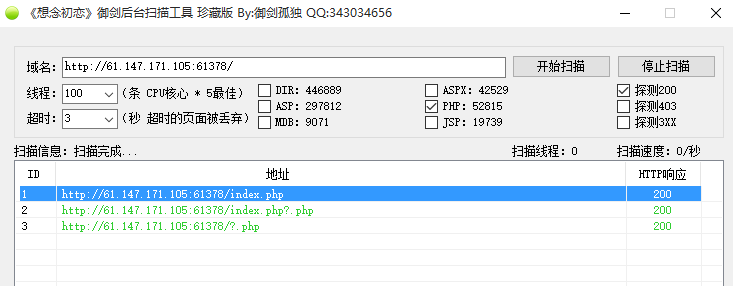 《想念初恋》御剑后台扫描工具 珍藏版 By:御剑孤独 QQ:343034656
域名: http://61.147.171.105:61378/ 开始扫描 停止扫描
线程: 100 (条 CPU核心 * 5最佳) DIR: 446889 ASPX: 42529 探测200
ASP: 297812 PHP: 52815 探测403
超时: 3 (秒 超时的页面被丢弃) MDB: 9071 JSP: 19739 探测3XX
扫描信息: 扫描完成... 扫描线程: 0 扫描速度: 0/秒
ID 地址 HTTP响应
1 http://61.147.171.105:61378/index.php 200
2 http://61.147.171.105:61378/index.php?.php 200
3 http://61.147.171.105:61378/?.php 200